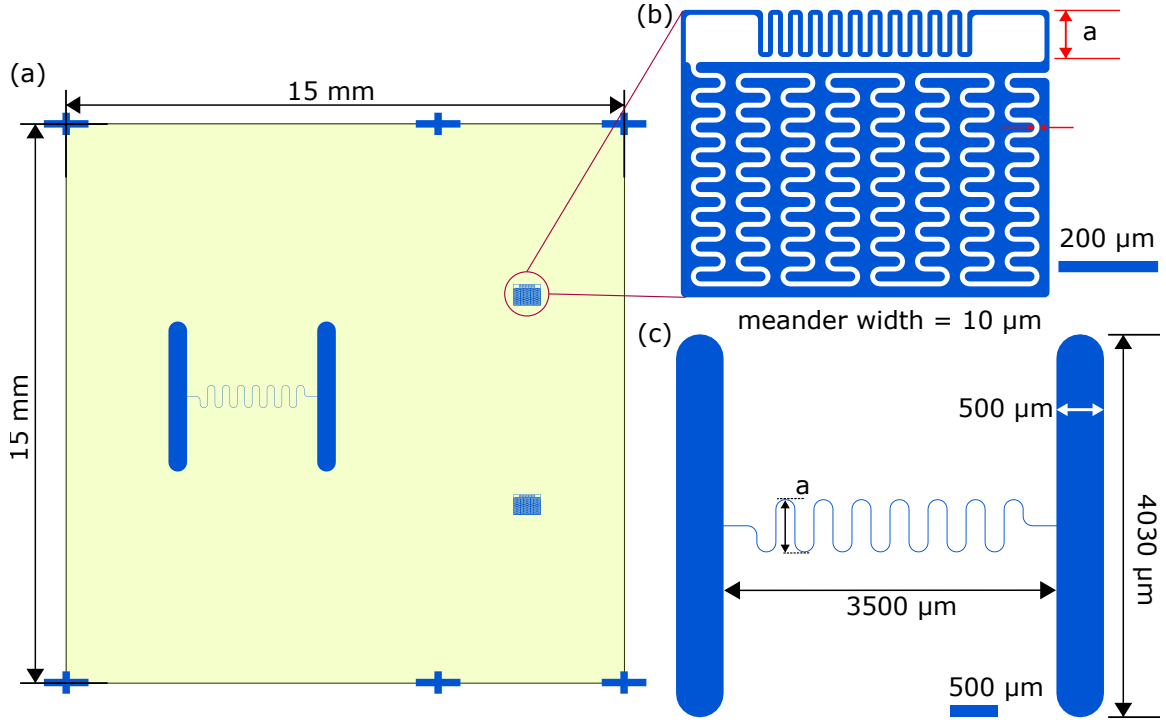 (a)
15 mm
15 mm
(b)
a
200 µm
meander width = 10 µm
(c)
500 µm
a
3500 µm
4030 µm
500 µm